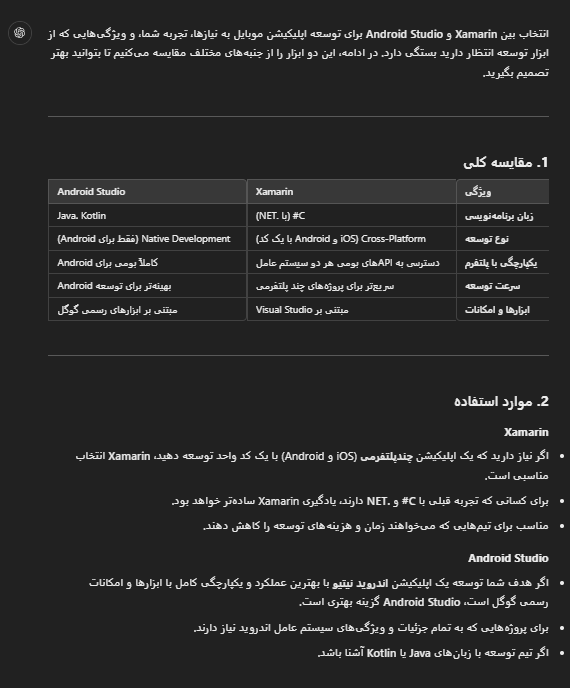 انتخاب بین Xamarin و Android Studio برای توسعه اپلیکیشن موبایل به نیازها، تجربه شما، و ویژگی‌هایی که از
ابزار توسعه انتظار دارید بستگی دارد. در ادامه، این دو ابزار را از جنبه‌های مختلف مقایسه می‌کنیم تا بتوانید بهتر
تصمیم بگیرید.
1. مقایسه کلی
ویژگی Xamarin Android Studio
زبان برنامه‌نویسی C# (با .NET) Java، Kotlin
نوع توسعه Cross-Platform (iOS و Android با یک کد) Native Development (فقط برای Android)
یکپارچگی با پلتفرم دسترسی به APIهای بومی هر دو سیستم عامل کاملاً بومی برای Android
سرعت توسعه سریع‌تر برای پروژه‌های چند پلتفرمی بهینه‌تر برای توسعه Android
ابزارها و امکانات مبتنی بر Visual Studio مبتنی بر ابزارهای رسمی گوگل
2. موارد استفاده
Xamarin
اگر نیاز دارید که یک اپلیکیشن چندپلتفرمی (iOS و Android) با یک کد واحد توسعه دهید، Xamarin انتخاب
مناسبی است.
برای کسانی که تجربه قبلی با C# و .NET دارند، یادگیری Xamarin ساده‌تر خواهد بود.
مناسب برای تیم‌هایی که می‌خواهند زمان و هزینه‌های توسعه را کاهش دهند.
Android Studio
اگر هدف شما توسعه یک اپلیکیشن اندروید نیتیو با بهترین عملکرد و یکپارچگی کامل با ابزارها و امکانات
رسمی گوگل است، Android Studio گزینه بهتری است.
برای پروژه‌هایی که به تمام جزئیات و ویژگی‌های سیستم عامل اندروید نیاز دارند.
اگر تیم توسعه با زبان‌های Java یا Kotlin آشنا باشد.